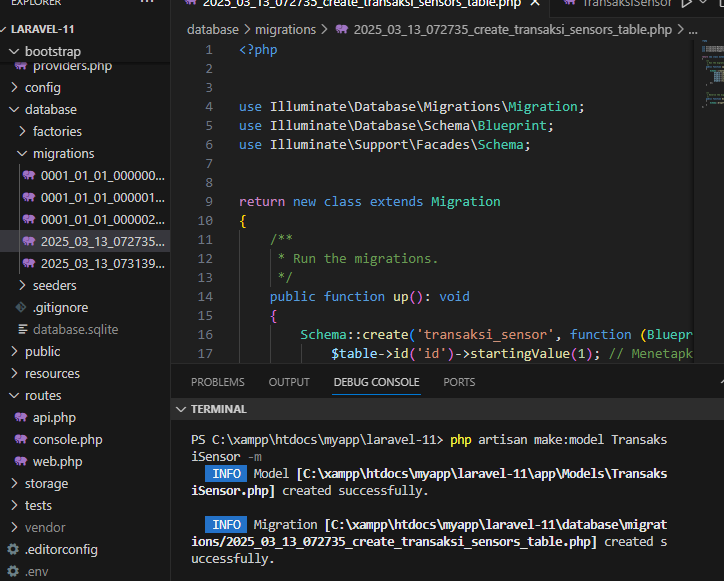 EXPLORER
LARAVEL-11
bootstrap
providers.php
config
database
factories
migrations
0001_01_01_000000...
0001_01_01_000001...
0001_01_01_000002...
2025_03_13_072735...
2025_03_13_073139...
seeders
.gitignore
database.sqlite
public
resources
routes
api.php
console.php
web.php
storage
tests
vendor
.editorconfig
.env
2025_03_13_072735_create_transaksi_sensors_table.php
TransaksiSensor
database > migrations > 2025_03_13_072735_create_transaksi_sensors_table.php > ...
1 <?php
2
3
4 use Illuminate\Database\Migrations\Migration;
5 use Illuminate\Database\Schema\Blueprint;
6 use Illuminate\Support\Facades\Schema;
7
8
9 return new class extends Migration
10 {
11 /**
12 * Run the migrations.
13 */
14 public function up(): void
15 {
16 Schema::create('transaksi_sensor', function (Bluepr
17 $table->id('id')->startingValue(1); // Menetapk
PROBLEMS OUTPUT DEBUG CONSOLE PORTS
TERMINAL
PS C:\xampp\htdocs\myapp\laravel-11> php artisan make:model Transaks
iSensor -m
INFO Model [C:\xampp\htdocs\myapp\laravel-11\app\Models\Transaks
iSensor.php] created successfully.
INFO Migration [C:\xampp\htdocs\myapp\laravel-11\database\migrat
ions/2025_03_13_072735_create_transaksi_sensors_table.php] created s
uccessfully.